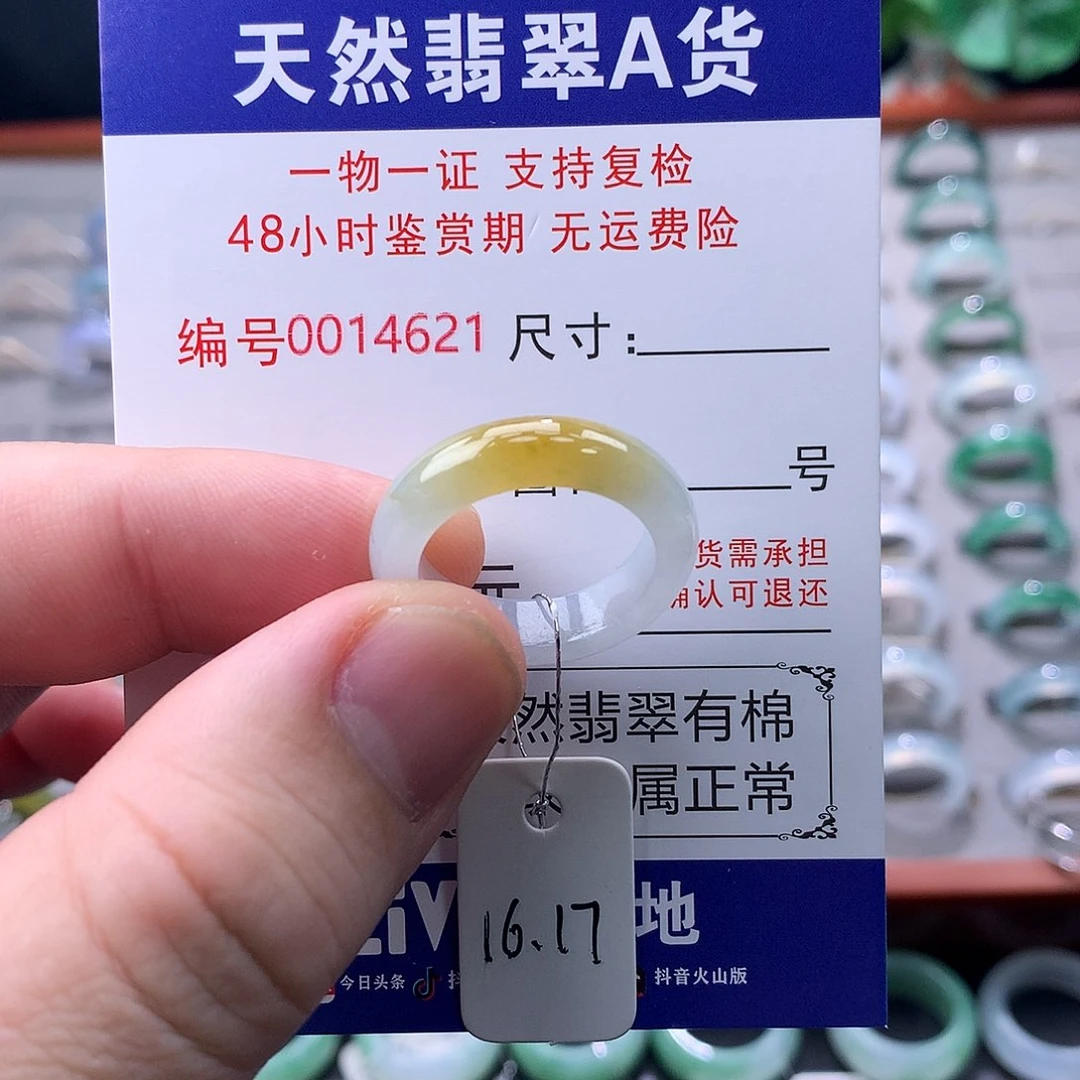 天然翡翠A货
一物一证 支持复检
48小时鉴赏期 无运费险
编号0014621 尺寸:
号
货需承担
元
确认可退还
然翡翠有棉
属正常
LiV 地
16.17
今日头条 抖 抖音火山版